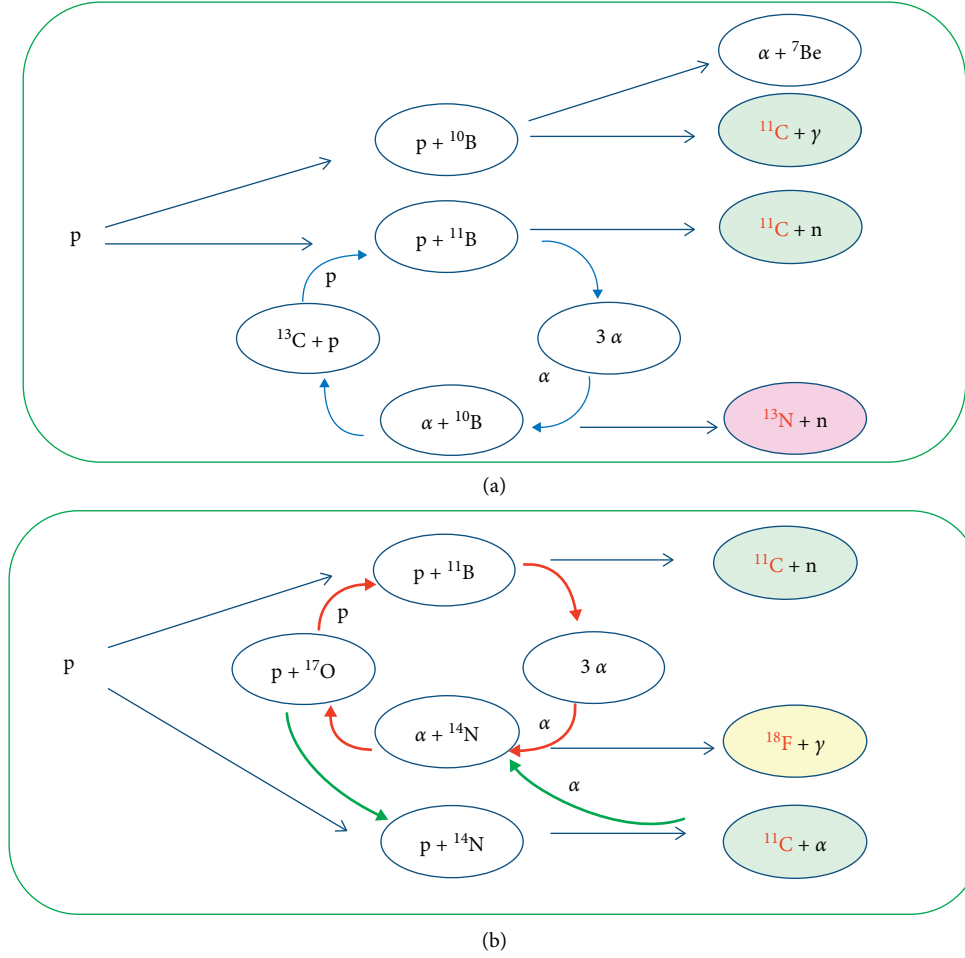 α + ⁷Be
¹¹C + γ
p + ¹⁰B
p
p + ¹¹B
¹¹C + n
p
¹³C + p
3 α
α
α + ¹⁰B
¹³N + n
(a)
p + ¹¹B
¹¹C + n
p
p
p + ¹⁷O
3 α
α
α + ¹⁴N
¹⁸F + γ
α
p + ¹⁴N
¹¹C + α
(b)